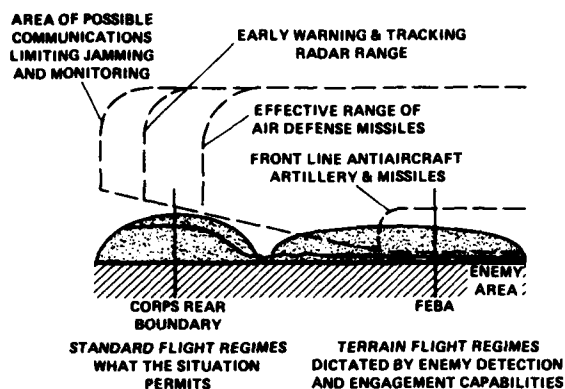 AREA OF POSSIBLE
COMMUNICATIONS
LIMITING JAMMING
AND MONITORING
EARLY WARNING & TRACKING
RADAR RANGE
EFFECTIVE RANGE OF
AIR DEFENSE MISSILES
FRONT LINE ANTIAIRCRAFT
ARTILLERY & MISSILES
ENEMY
AREA
CORPS REAR
BOUNDARY
FEBA
STANDARD FLIGHT REGIMES
WHAT THE SITUATION
PERMITS
TERRAIN FLIGHT REGIMES
DICTATED BY ENEMY DETECTION
AND ENGAGEMENT CAPABILITIES